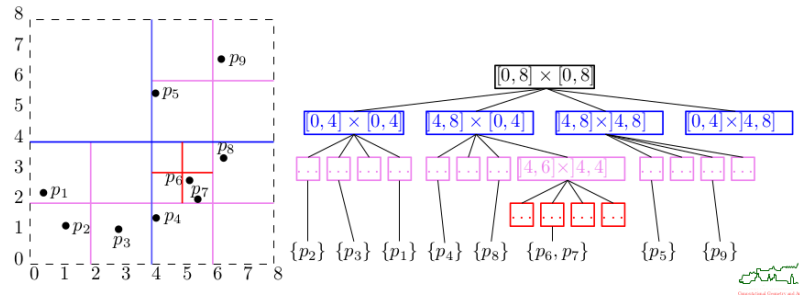 8
7
6
5
4
3
2
1
0
0 1 2 3 4 5 6 7 8
p9
p5
p8
p6
p7
p1
p4
p2
p3
[0, 8] × [0, 8]
[0, 4] × [0, 4] [4, 8] × [0, 4] [4, 8]×]4, 8] [0, 4]×]4, 8]
... ... ... ... ... ... [4, 6]×]4, 4] ... ... ... ...
... ... ... ...
{p2} {p3} {p1} {p4} {p8} {p6, p7} {p5} {p9}